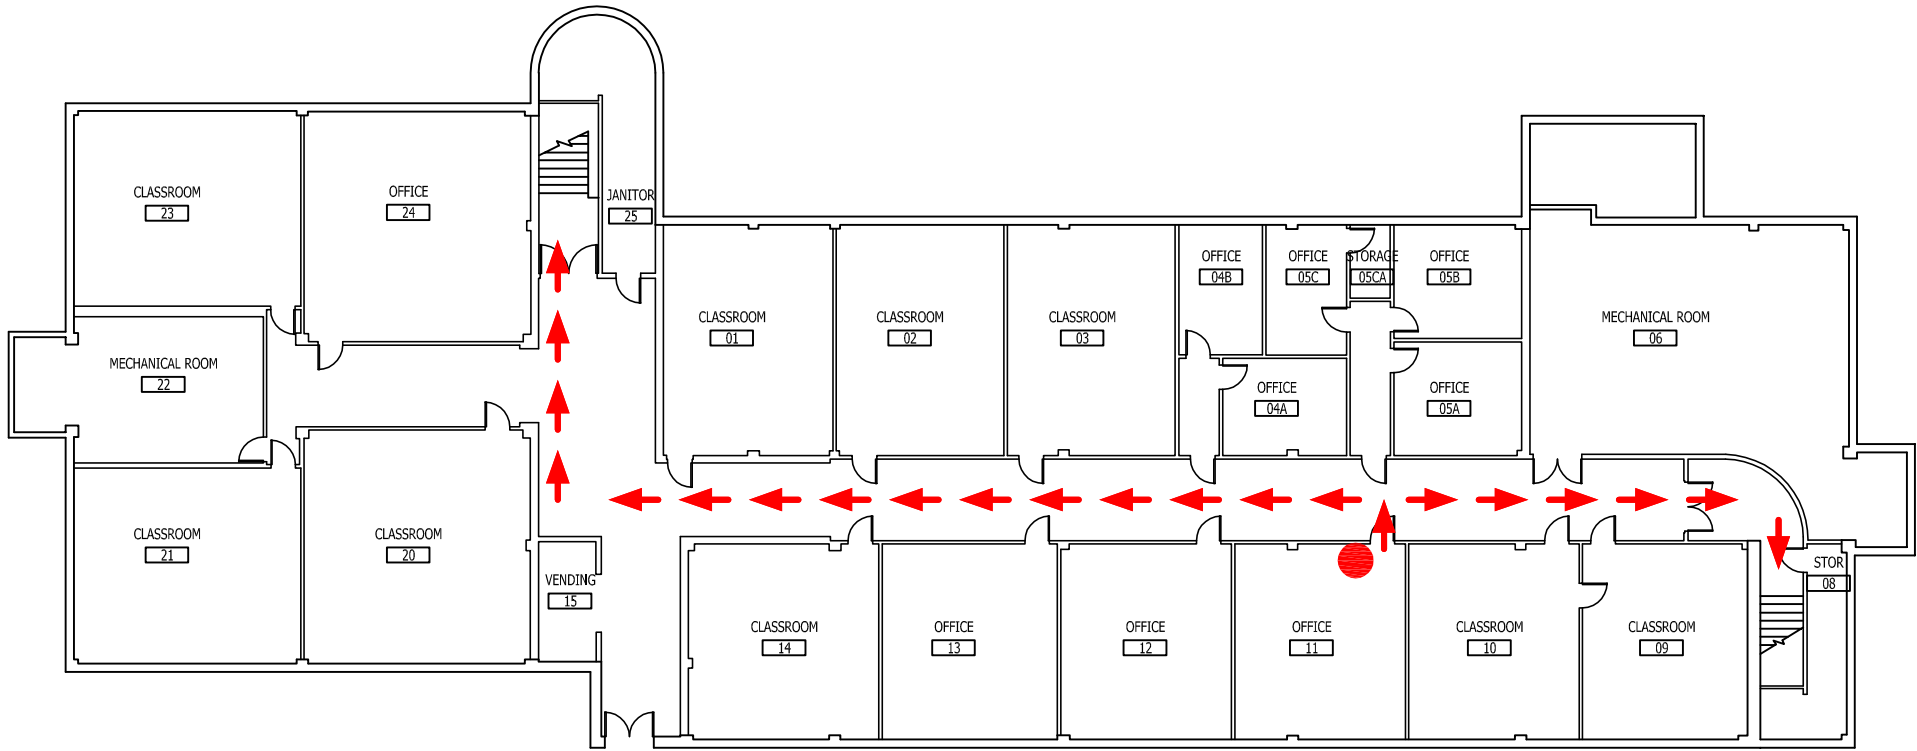 CLASSROOM
23
OFFICE
24
JANITOR
25
MECHANICAL ROOM
22
CLASSROOM
01
CLASSROOM
02
CLASSROOM
03
OFFICE
04B
OFFICE
05C
STORAGE
05CA
OFFICE
05B
OFFICE
04A
OFFICE
05A
MECHANICAL ROOM
06
CLASSROOM
21
CLASSROOM
20
VENDING
15
CLASSROOM
14
OFFICE
13
OFFICE
12
OFFICE
11
CLASSROOM
10
CLASSROOM
09
STOR
08